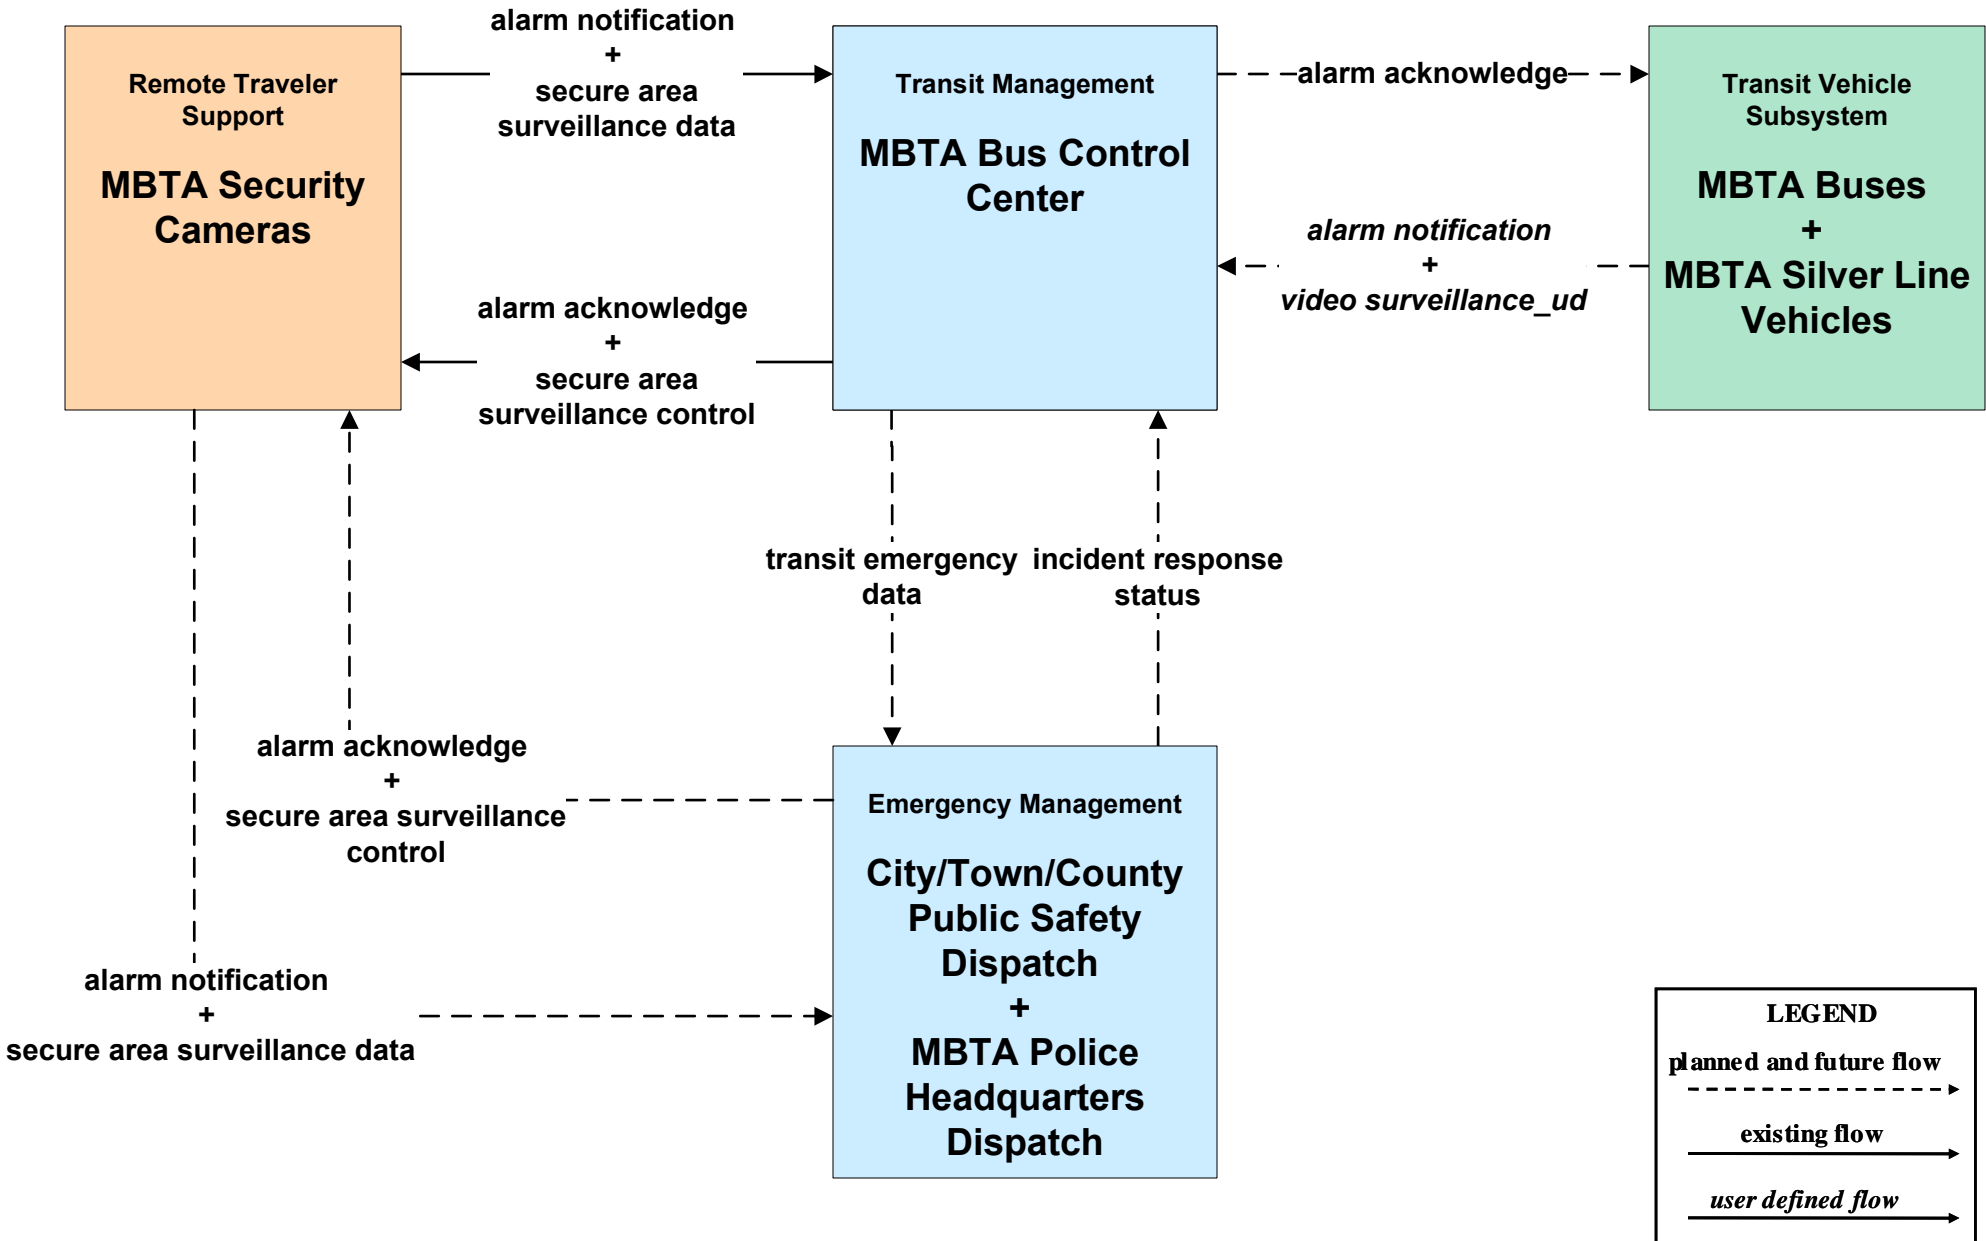 alarm notification
+
secure area
surveillance data
Remote Traveler
Support
MBTA Security
Cameras
Transit Management
MBTA Bus Control
Center
alarm acknowledge
Transit Vehicle
Subsystem
MBTA Buses
+
MBTA Silver Line
Vehicles
alarm notification
+
video surveillance_ud
alarm acknowledge
+
secure area
surveillance control
transit emergency
data
incident response
status
alarm acknowledge
+
secure area surveillance
control
Emergency Management
City/Town/County
Public Safety
Dispatch
+
MBTA Police
Headquarters
Dispatch
alarm notification
+
secure area surveillance data
LEGEND
planned and future flow
existing flow
user defined flow